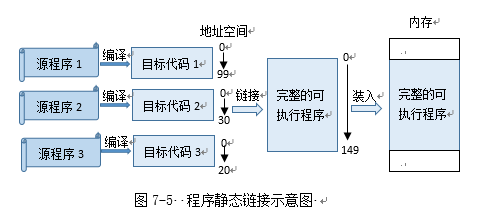 地址空间
内存
源程序 1
编译
目标代码 1
0
99
源程序 2
编译
目标代码 2
0
30
链接
完整的可
执行程序
0
149
装入
完整的可
执行程序
源程序 3
编译
目标代码 3
0
20
图 7-5 程序静态链接示意图